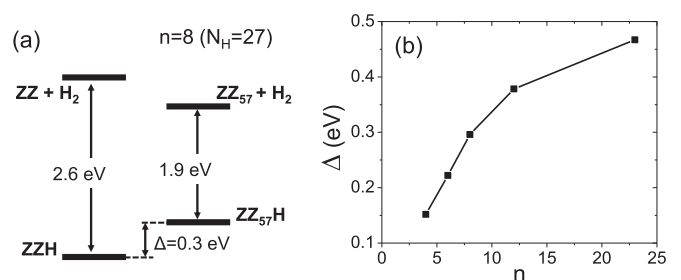 (a)
n=8 (N_H=27)
ZZ + H_2
ZZ_57 + H_2
2.6 eV
1.9 eV
ZZ_57H
ZZH
Δ=0.3 eV
(b)
Δ (eV)
0.5
0.4
0.3
0.2
0.1
0 5 10 15 20 25
n